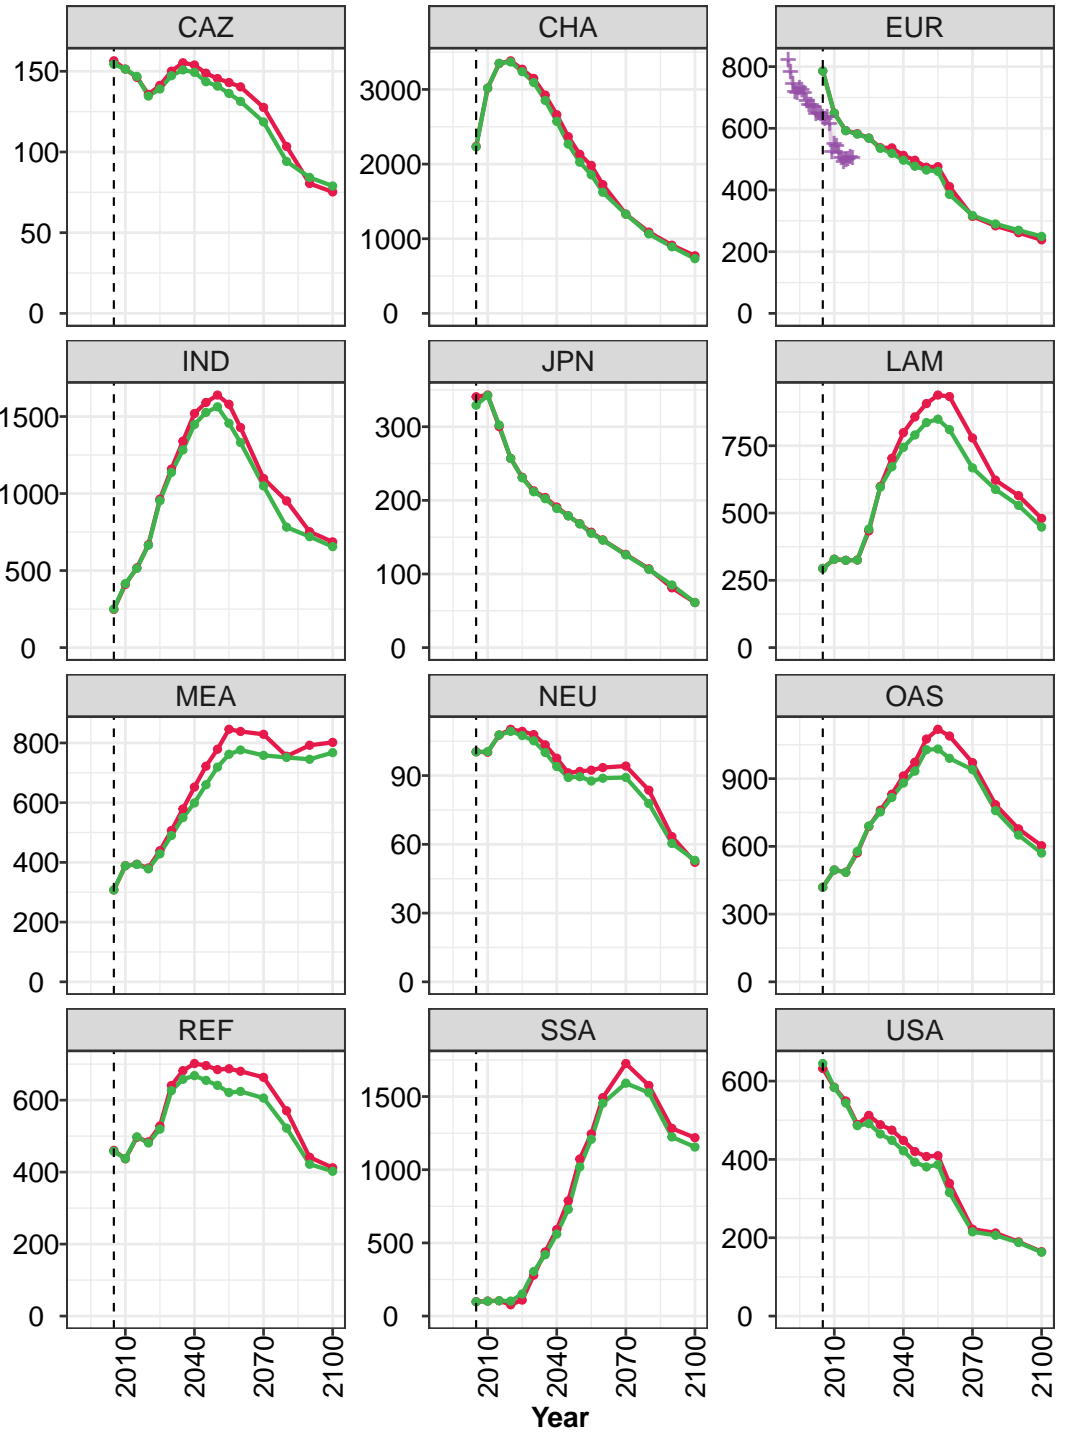 CAZ CHA EUR
150 3000 800
100 2000 600
50 1000 400
0 0 200
0
IND JPN LAM
1500 300 750
1000 200 500
500 100 250
0 0 0
MEA NEU OAS
800 90 900
600 60 600
400 30 300
200 0 0
0
REF SSA USA
600 1500 600
400 1000 400
200 500 200
0 0 0
2010 2040 2070 2100 2010 2040 2070 2100 2010 2040 2070 2100
Year